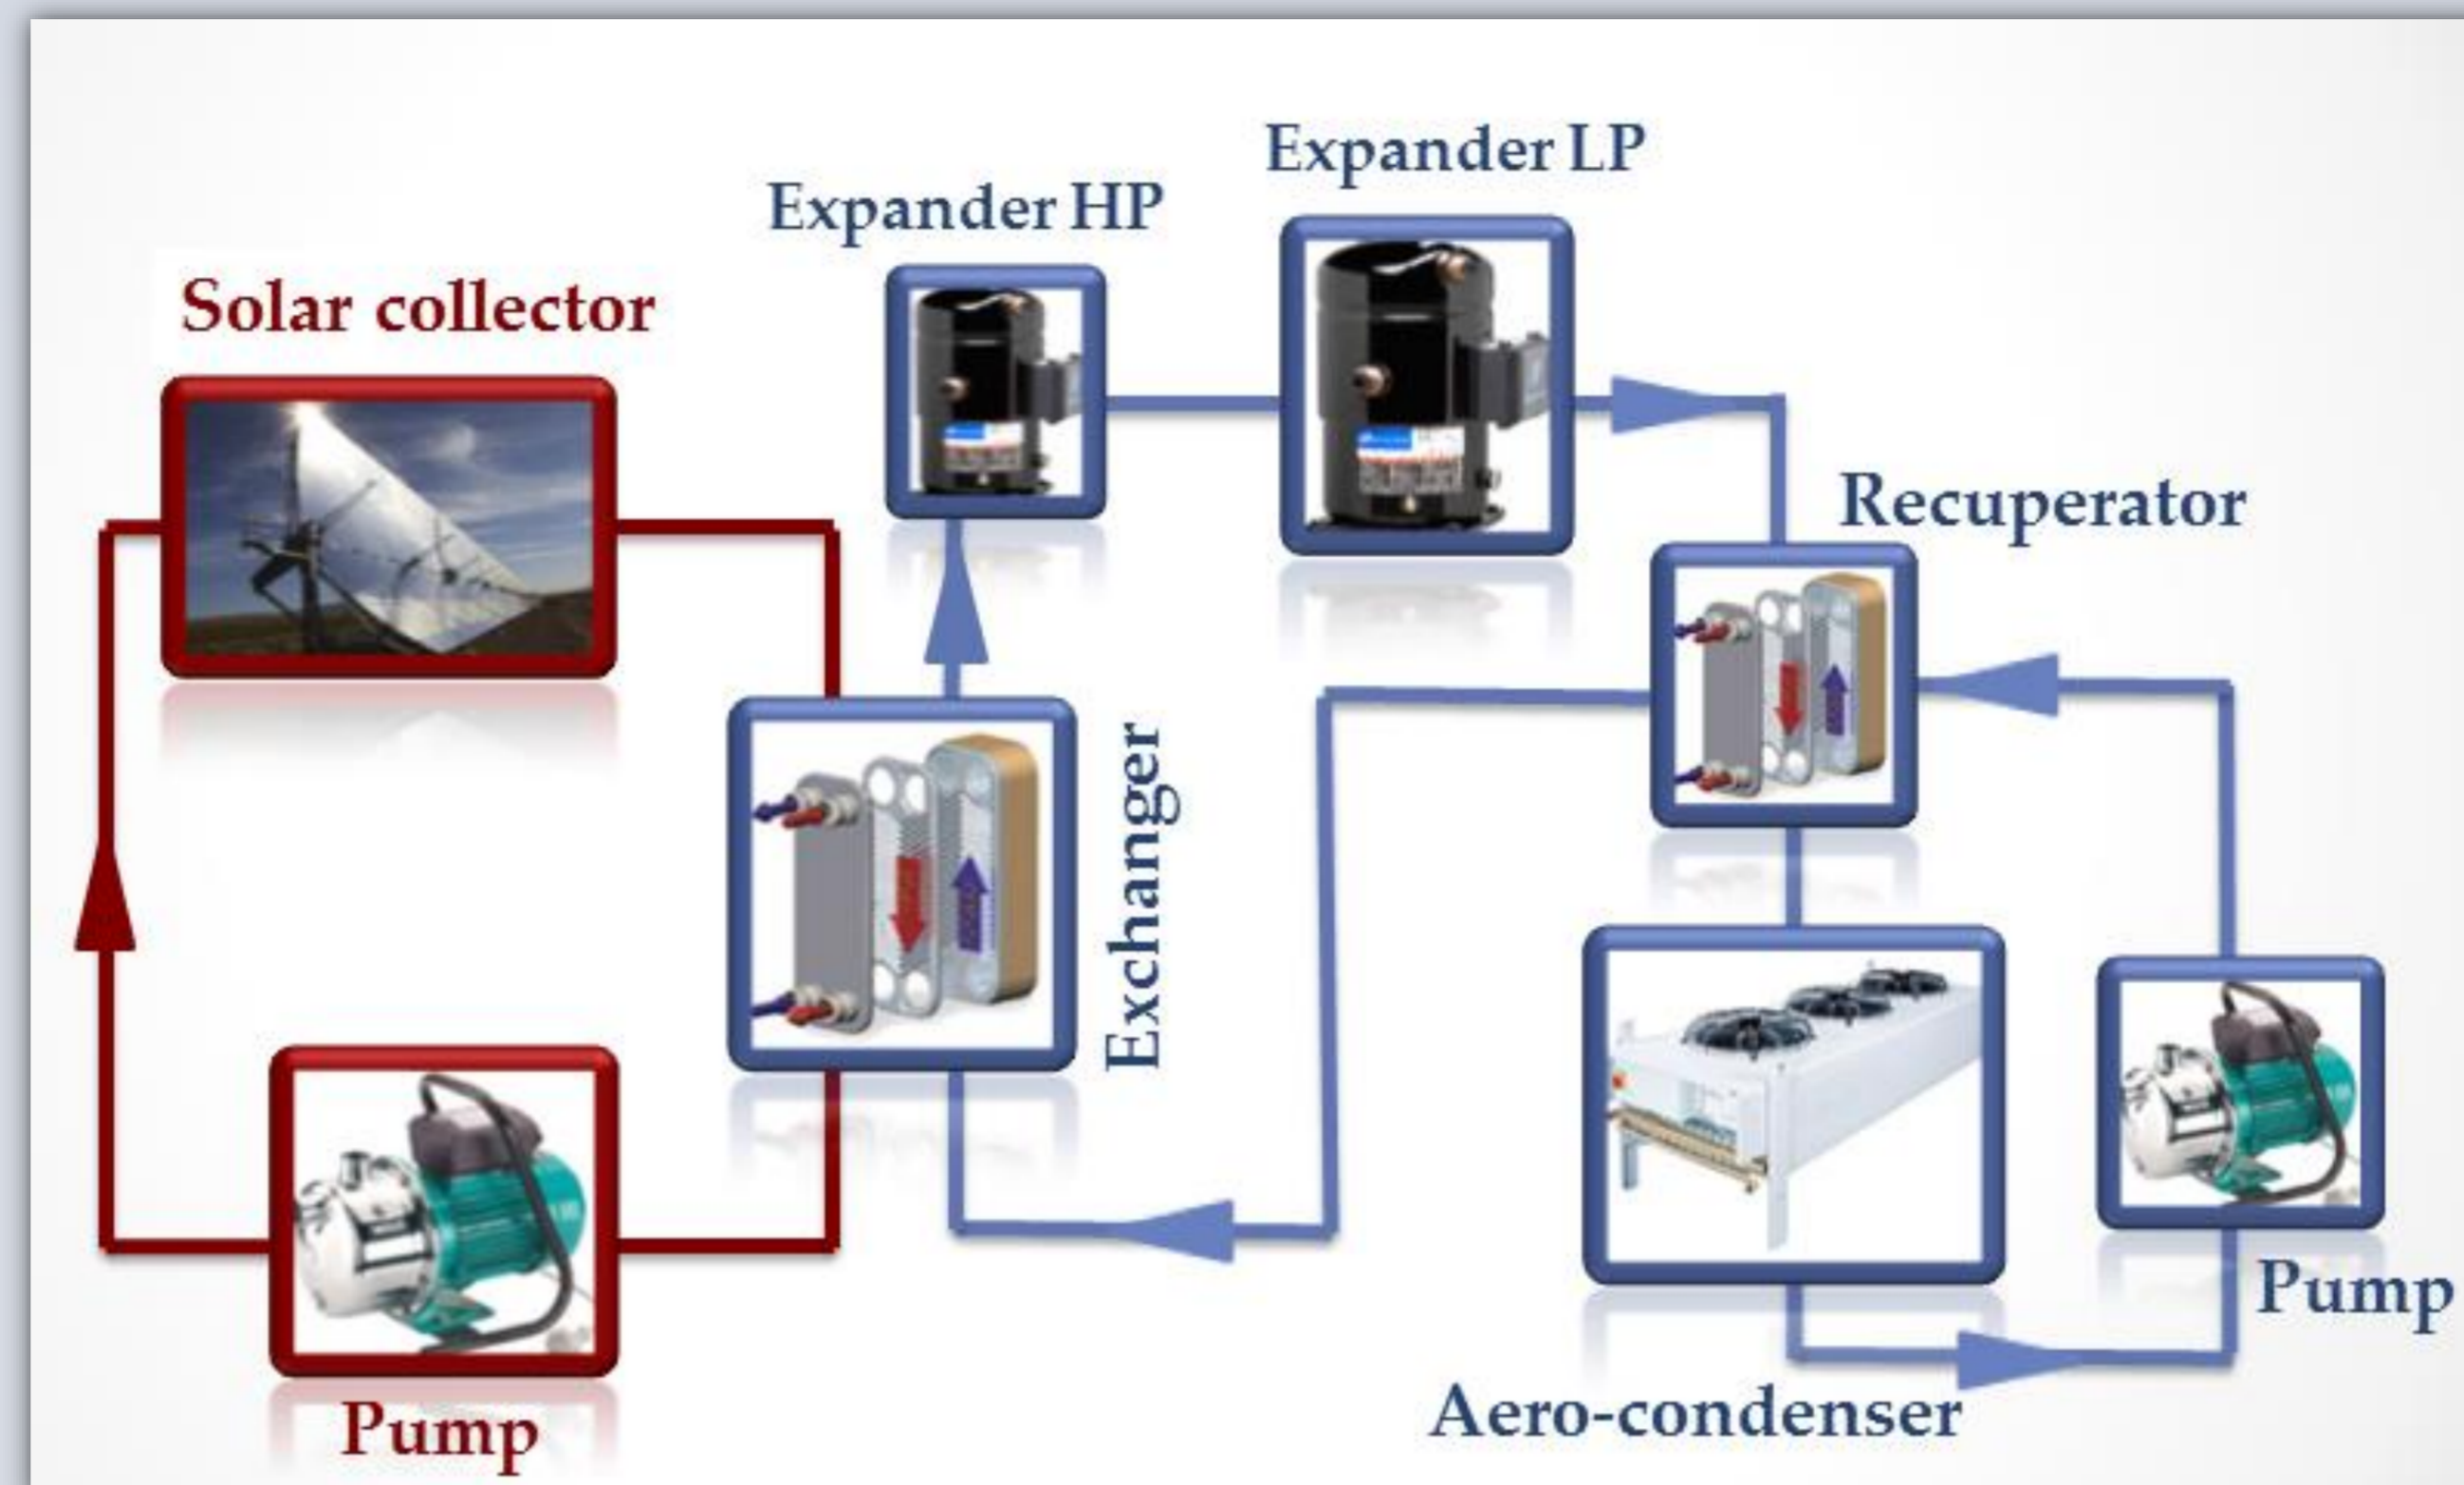 Expander LP
Expander HP
Solar collector
Recuperator
Exchanger
Pump
Aero-condenser
Pump